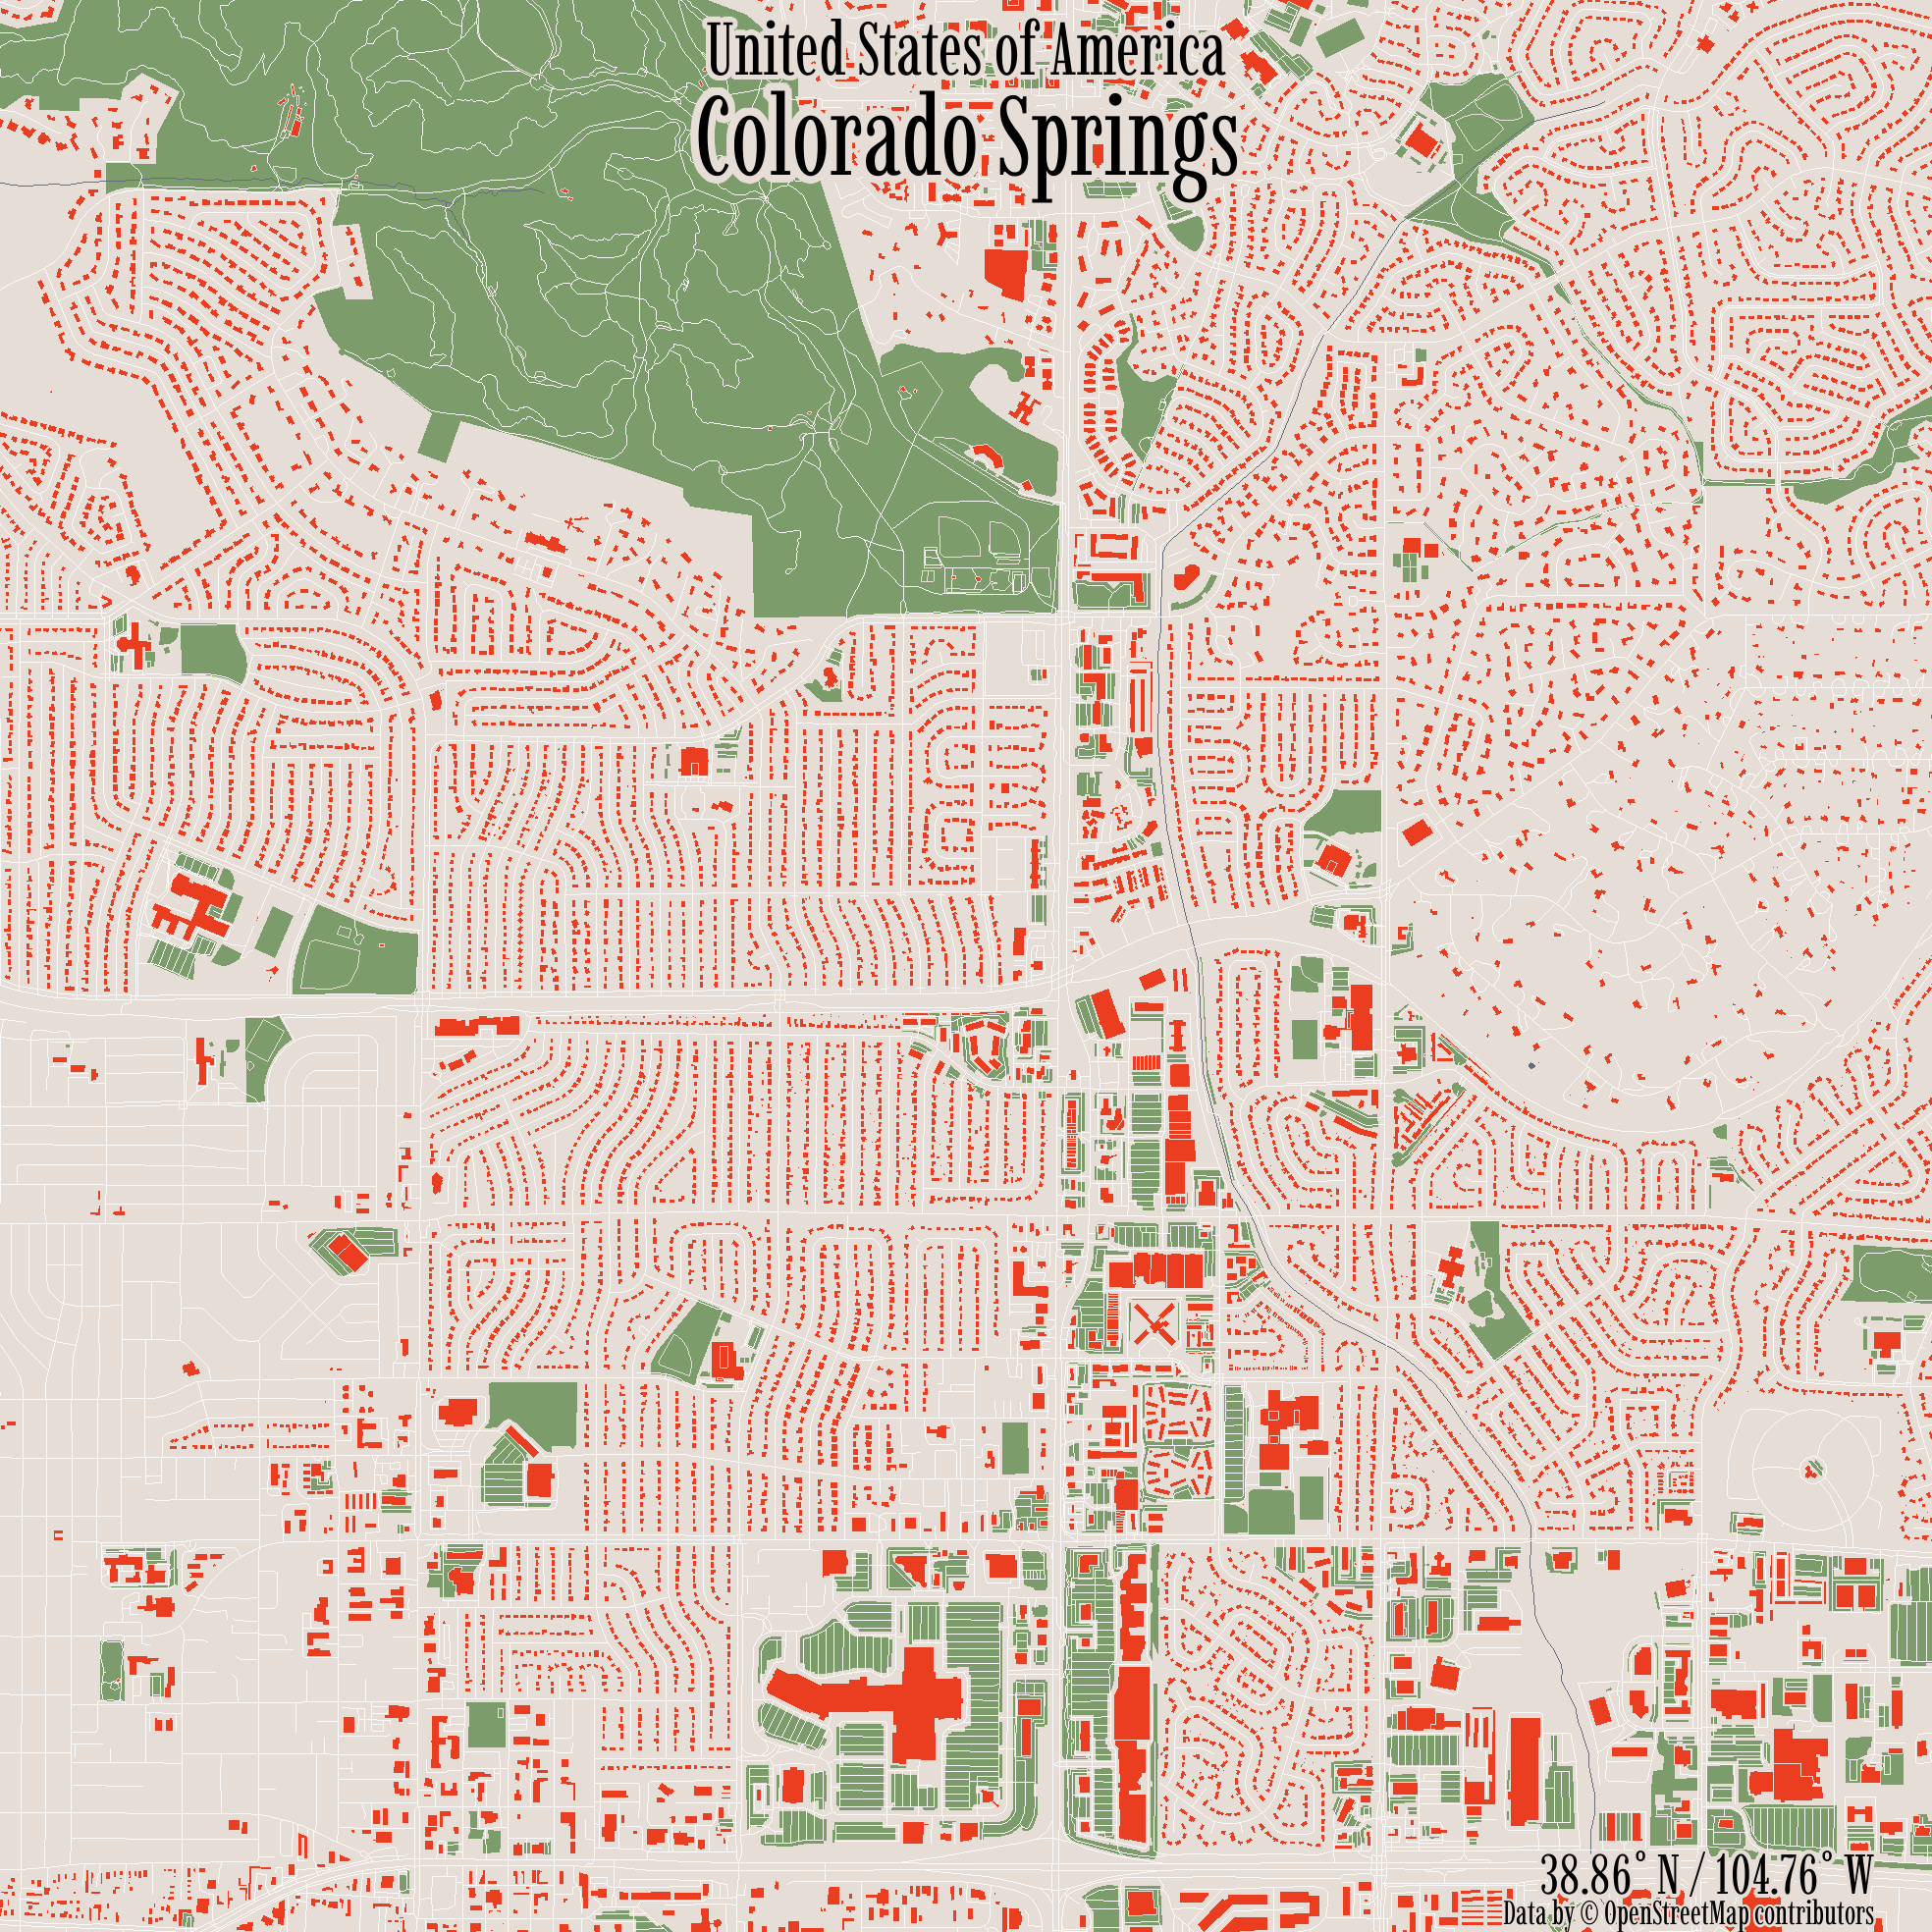 United States of America
Colorado Springs
38.86° N / 104.76° W
Data by © OpenStreetMap contributors